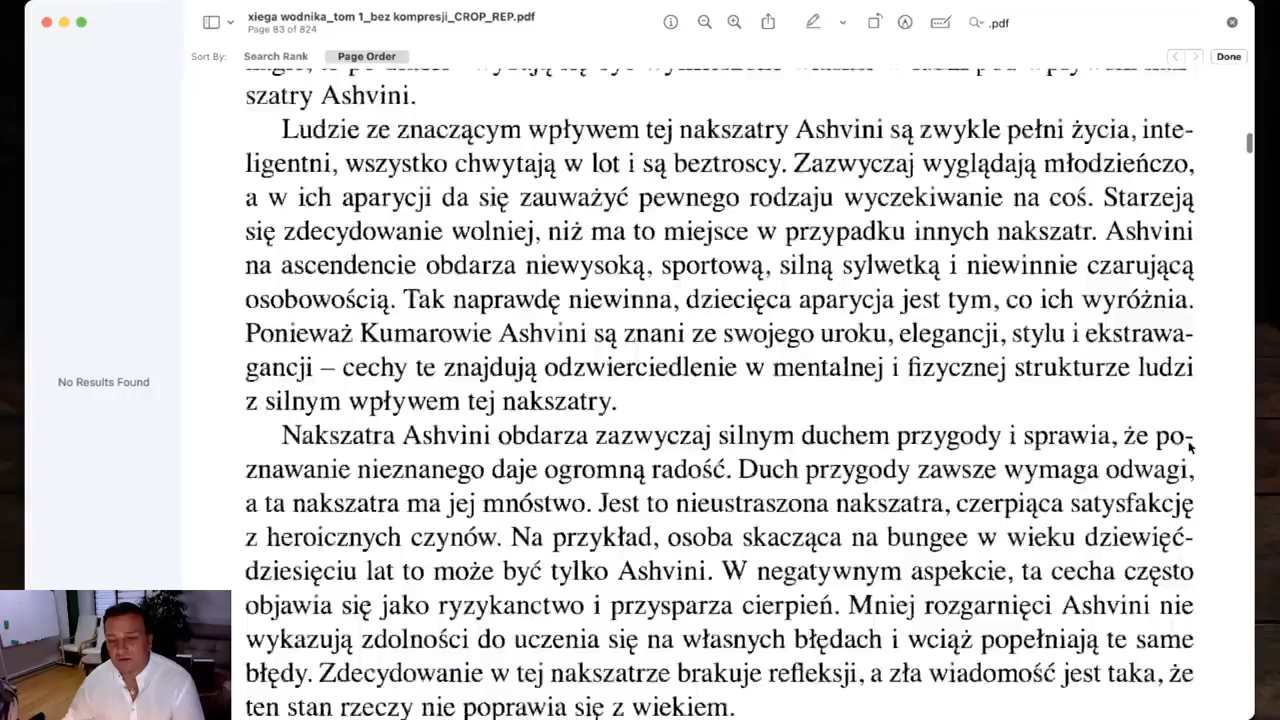 xiega wodnika_tom 1_bez kompresji_CROP_REP.pdf
Page 83 of 824
.pdf
Sort By: Search Rank Page Order Done
No Results Found
szatry Ashvini.
Ludzie ze znaczącym wpływem tej nakszatry Ashvini są zwykle pełni życia, inte-
ligentni, wszystko chwytają w lot i są beztroscy. Zazwyczaj wyglądają młodzieńczo,
a w ich aparycji da się zauważyć pewnego rodzaju wyczekiwanie na coś. Starzeją
się zdecydowanie wolniej, niż ma to miejsce w przypadku innych nakszatr. Ashvini
na ascendencie obdarza niewysoką, sportową, silną sylwetką i niewinnie czarującą
osobowością. Tak naprawdę niewinna, dziecięca aparycja jest tym, co ich wyróżnia.
Ponieważ Kumarowie Ashvini są znani ze swojego uroku, elegancji, stylu i ekstrawa-
gancji – cechy te znajdują odzwierciedlenie w mentalnej i fizycznej strukturze ludzi
z silnym wpływem tej nakszatry.
Nakszatra Ashvini obdarza zazwyczaj silnym duchem przygody i sprawia, że po-
znawanie nieznanego daje ogromną radość. Duch przygody zawsze wymaga odwagi,
a ta nakszatra ma jej mnóstwo. Jest to nieustraszona nakszatra, czerpiąca satysfakcję
z heroicznych czynów. Na przykład, osoba skacząca na bungee w wieku dziewięć-
dziesięciu lat to może być tylko Ashvini. W negatywnym aspekcie, ta cecha często
objawia się jako ryzykanctwo i przysparza cierpień. Mniej rozgarnięci Ashvini nie
wykazują zdolności do uczenia się na własnych błędach i wciąż popełniają te same
błędy. Zdecydowanie w tej nakszatrze brakuje refleksji, a zła wiadomość jest taka, że
ten stan rzeczy nie poprawia się z wiekiem.